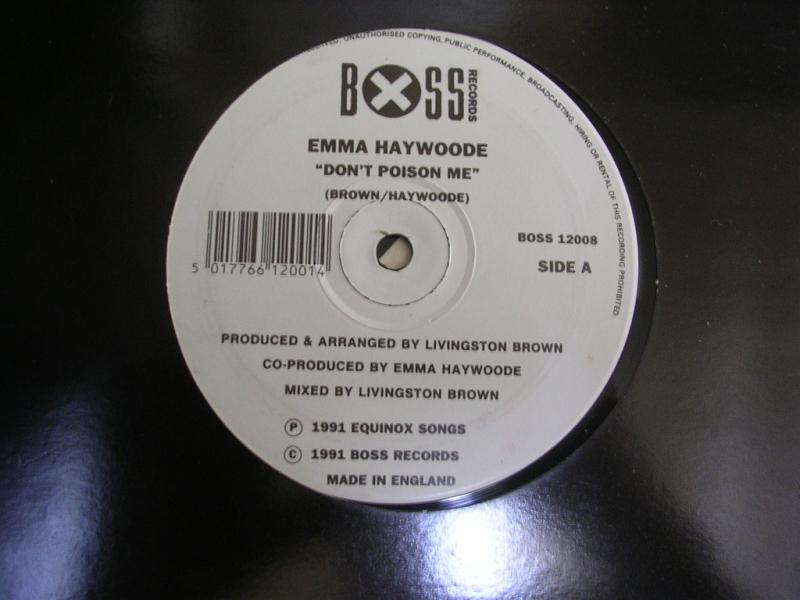 UNAUTHORISED COPYING, PUBLIC PERFORMANCE, BROADCASTING, HIRING OR RENTAL OF THIS RECORDING PROHIBITED.
BOSS RECORDS
EMMA HAYWOODE
"DON'T POISON ME"
(BROWN/HAYWOODE)
BOSS 12008
SIDE A
5 017766 120014
PRODUCED & ARRANGED BY LIVINGSTON BROWN
CO-PRODUCED BY EMMA HAYWOODE
MIXED BY LIVINGSTON BROWN
Ⓟ 1991 EQUINOX SONGS
© 1991 BOSS RECORDS
MADE IN ENGLAND